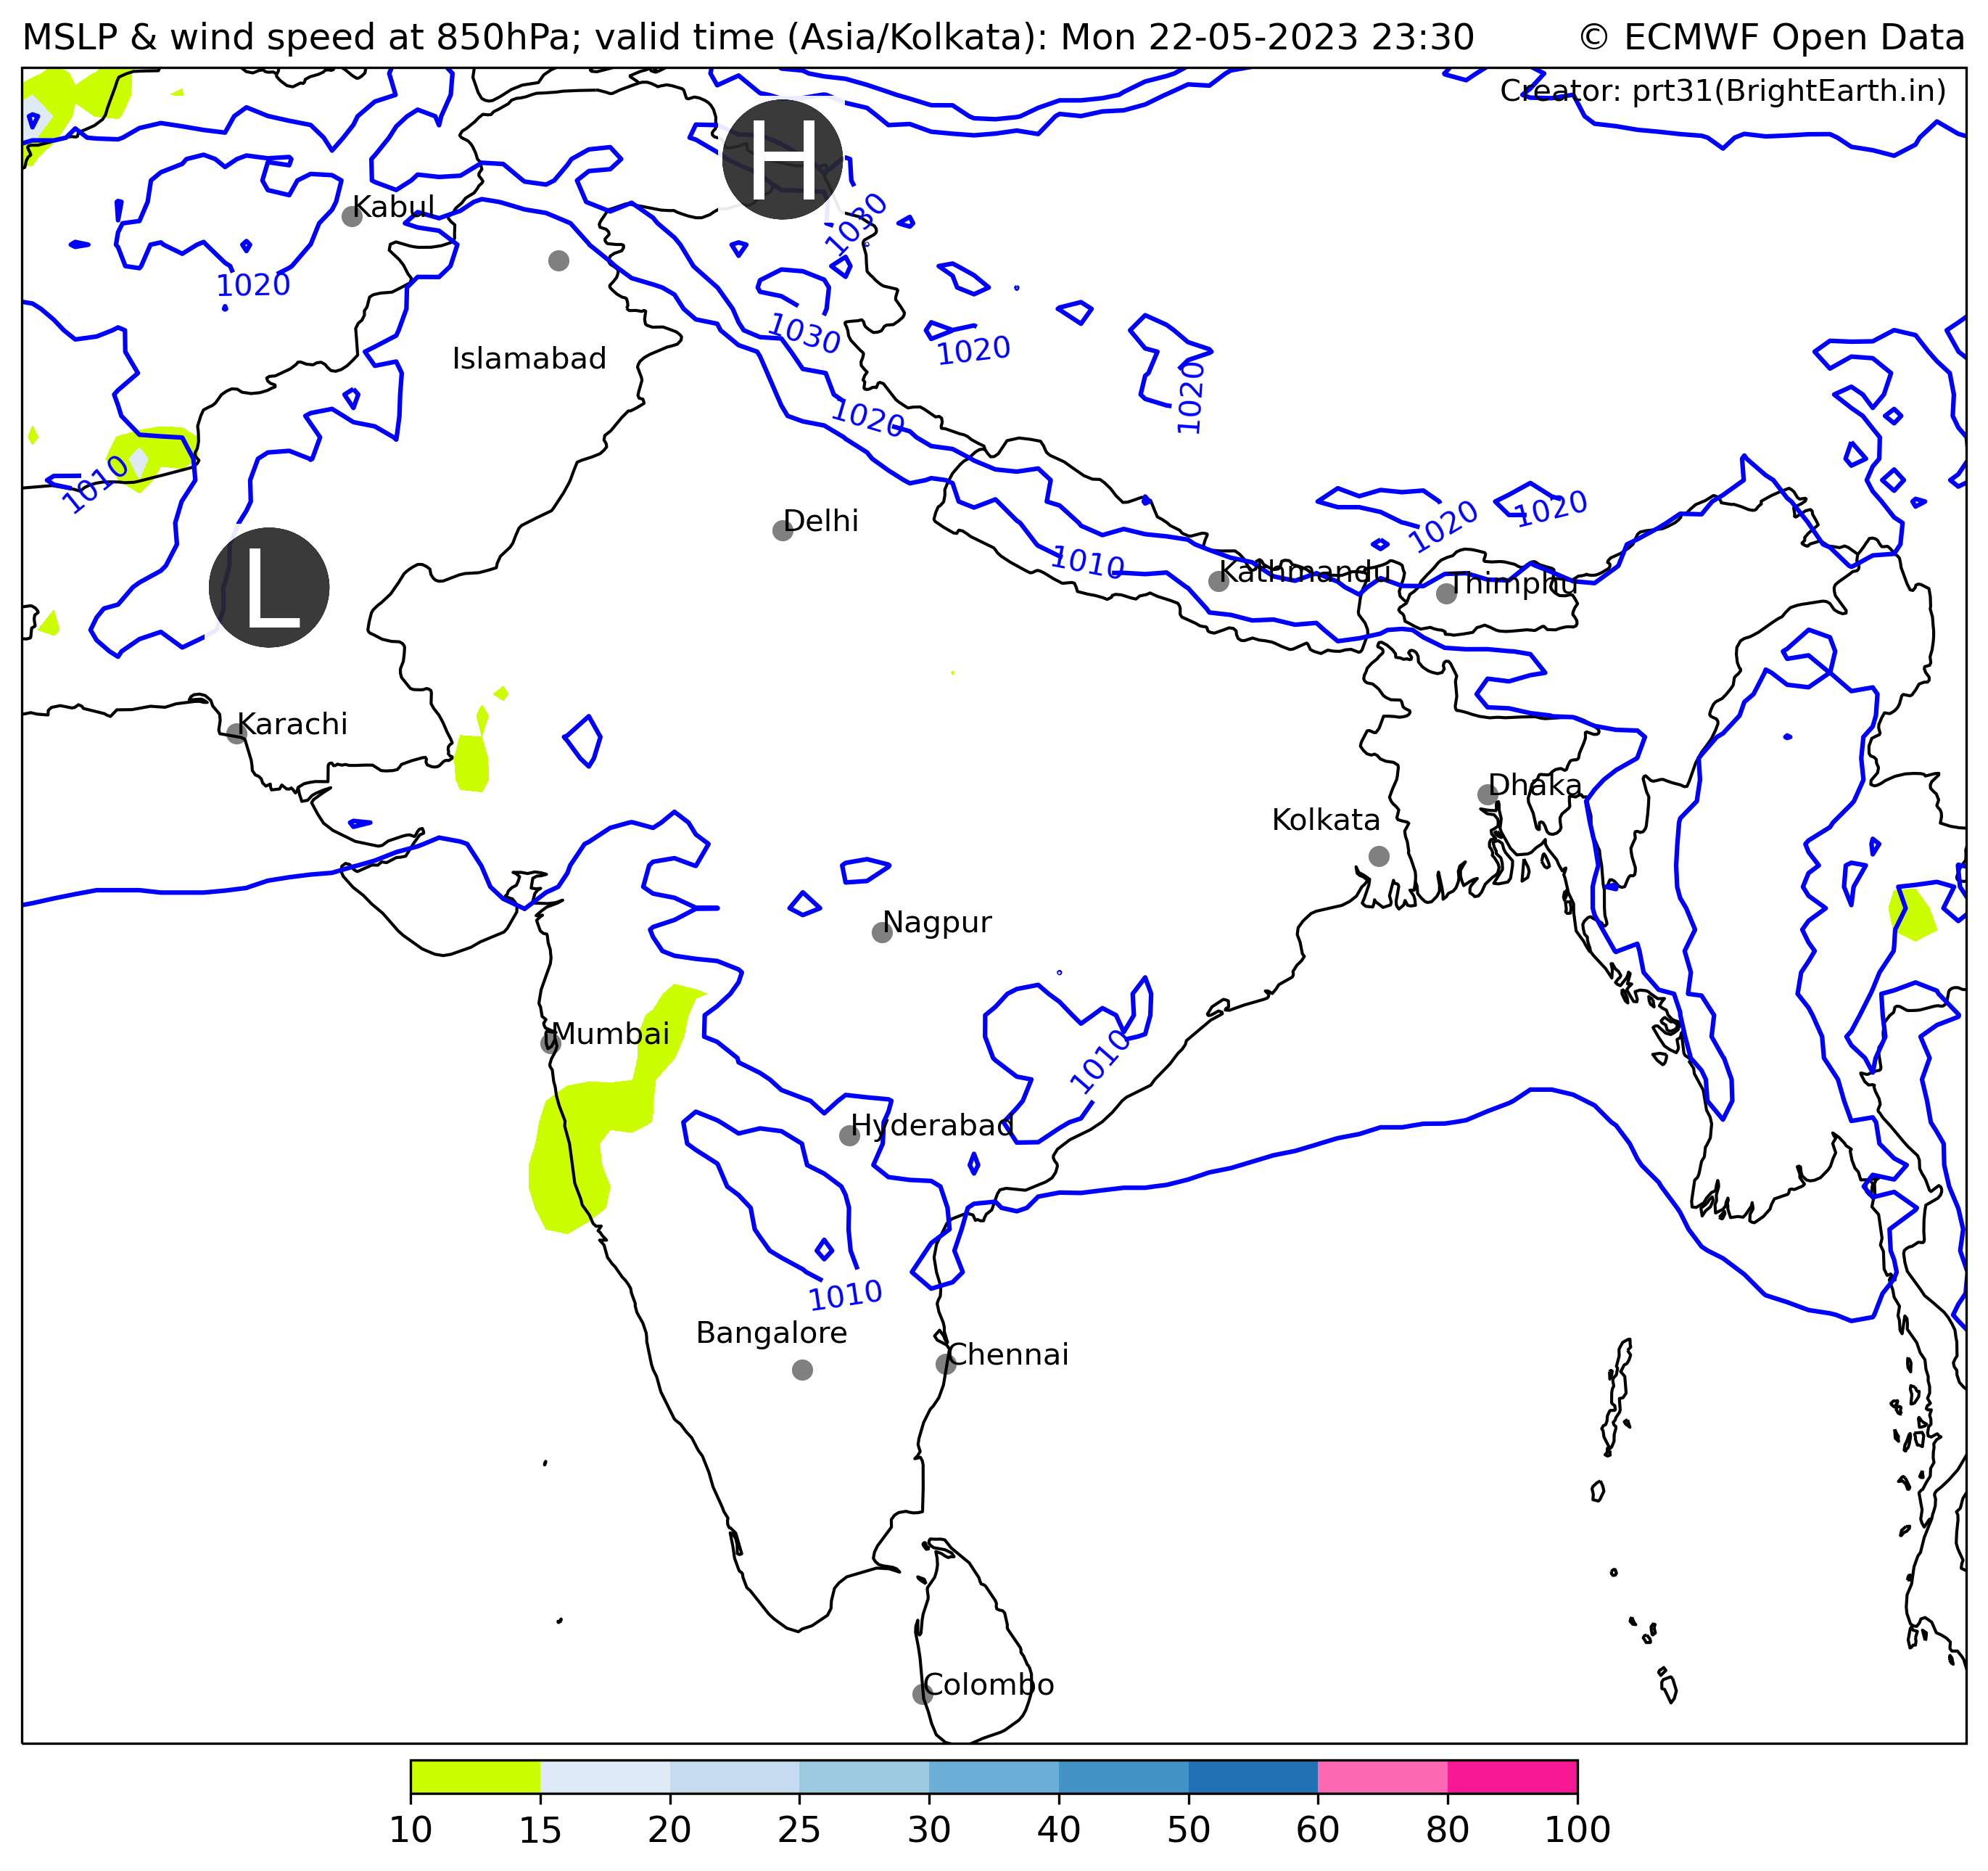 MSLP & wind speed at 850hPa; valid time (Asia/Kolkata): Mon 22-05-2023 23:30
© ECMWF Open Data
Creator: prt31(BrightEarth.in)
H
Kabul
1030
1020
1030
1020
Islamabad
1020
1020
1010
1020
1020
Delhi
L
1010
Kathmandu
Thimphu
Karachi
Dhaka
Kolkata
Nagpur
Mumbai
1010
Hyderabad
1010
Bangalore
Chennai
Colombo
10 15 20 25 30 40 50 60 80 100